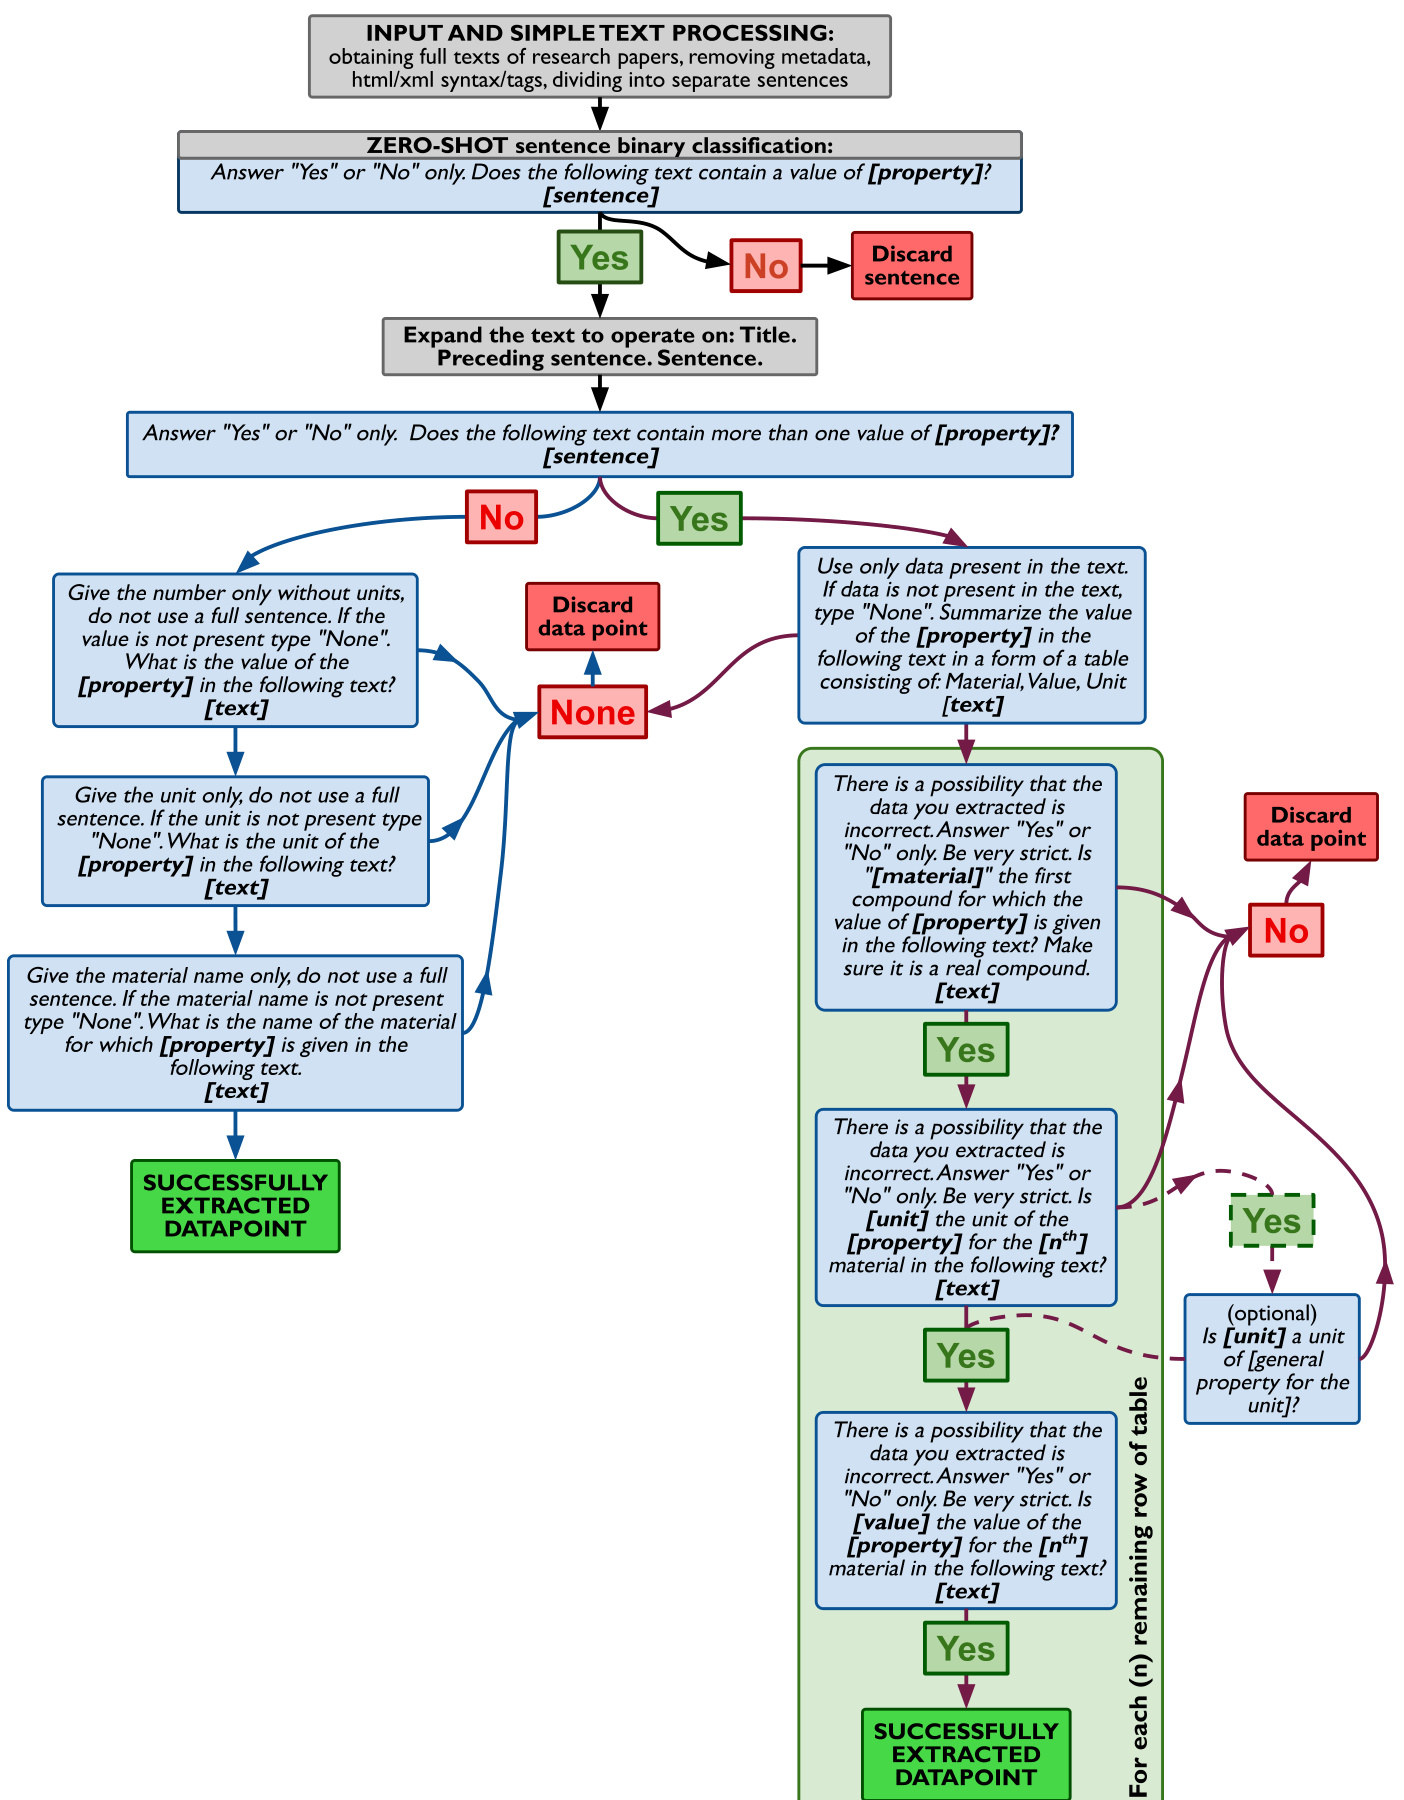 INPUT AND SIMPLE TEXT PROCESSING:
obtaining full texts of research papers, removing metadata,
html/xml syntax/tags, dividing into separate sentences
ZERO-SHOT sentence binary classification:
Answer "Yes" or "No" only. Does the following text contain a value of [property]?
[sentence]
Yes
No
Discard
sentence
Expand the text to operate on: Title.
Preceding sentence. Sentence.
Answer "Yes" or "No" only.  Does the following text contain more than one value of [property]?
[sentence]
No
Yes
Give the number only without units,
do not use a full sentence. If the
value is not present type "None".
What is the value of the
[property] in the following text?
[text]
Discard
data point
None
Use only data present in the text.
If data is not present in the text,
type "None". Summarize the value
of the [property] in the
following text in a form of a table
consisting of: Material, Value, Unit
[text]
Give the unit only, do not use a full
sentence. If the unit is not present type
"None". What is the unit of the
[property] in the following text?
[text]
Give the material name only, do not use a full
sentence. If the material name is not present
type "None". What is the name of the material
for which [property] is given in the
following text.
[text]
SUCCESSFULLY
EXTRACTED
DATAPOINT
There is a possibility that the
data you extracted is
incorrect. Answer "Yes" or
"No" only. Be very strict. Is
"[material]" the first
compound for which the
value of [property] is given
in the following text? Make
sure it is a real compound.
[text]
Discard
data point
No
Yes
There is a possibility that the
data you extracted is
incorrect. Answer "Yes" or
"No" only. Be very strict. Is
[unit] the unit of the
[property] for the [nth]
material in the following text?
[text]
Yes
(optional)
Is [unit] a unit
of [general
property for the
unit]?
Yes
There is a possibility that the
data you extracted is
incorrect. Answer "Yes" or
"No" only. Be very strict. Is
[value] the value of the
[property] for the [nth]
material in the following text?
[text]
Yes
SUCCESSFULLY
EXTRACTED
DATAPOINT
For each (n) remaining row of table